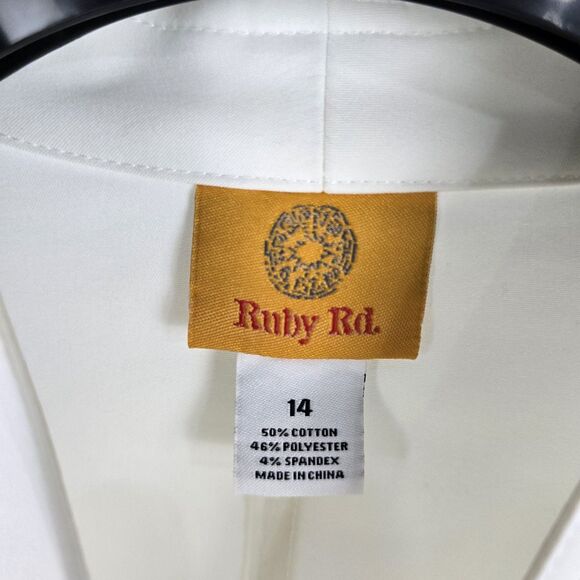 Ruby Rd.
14
50% COTTON
46% POLYESTER
4% SPANDEX
MADE IN CHINA